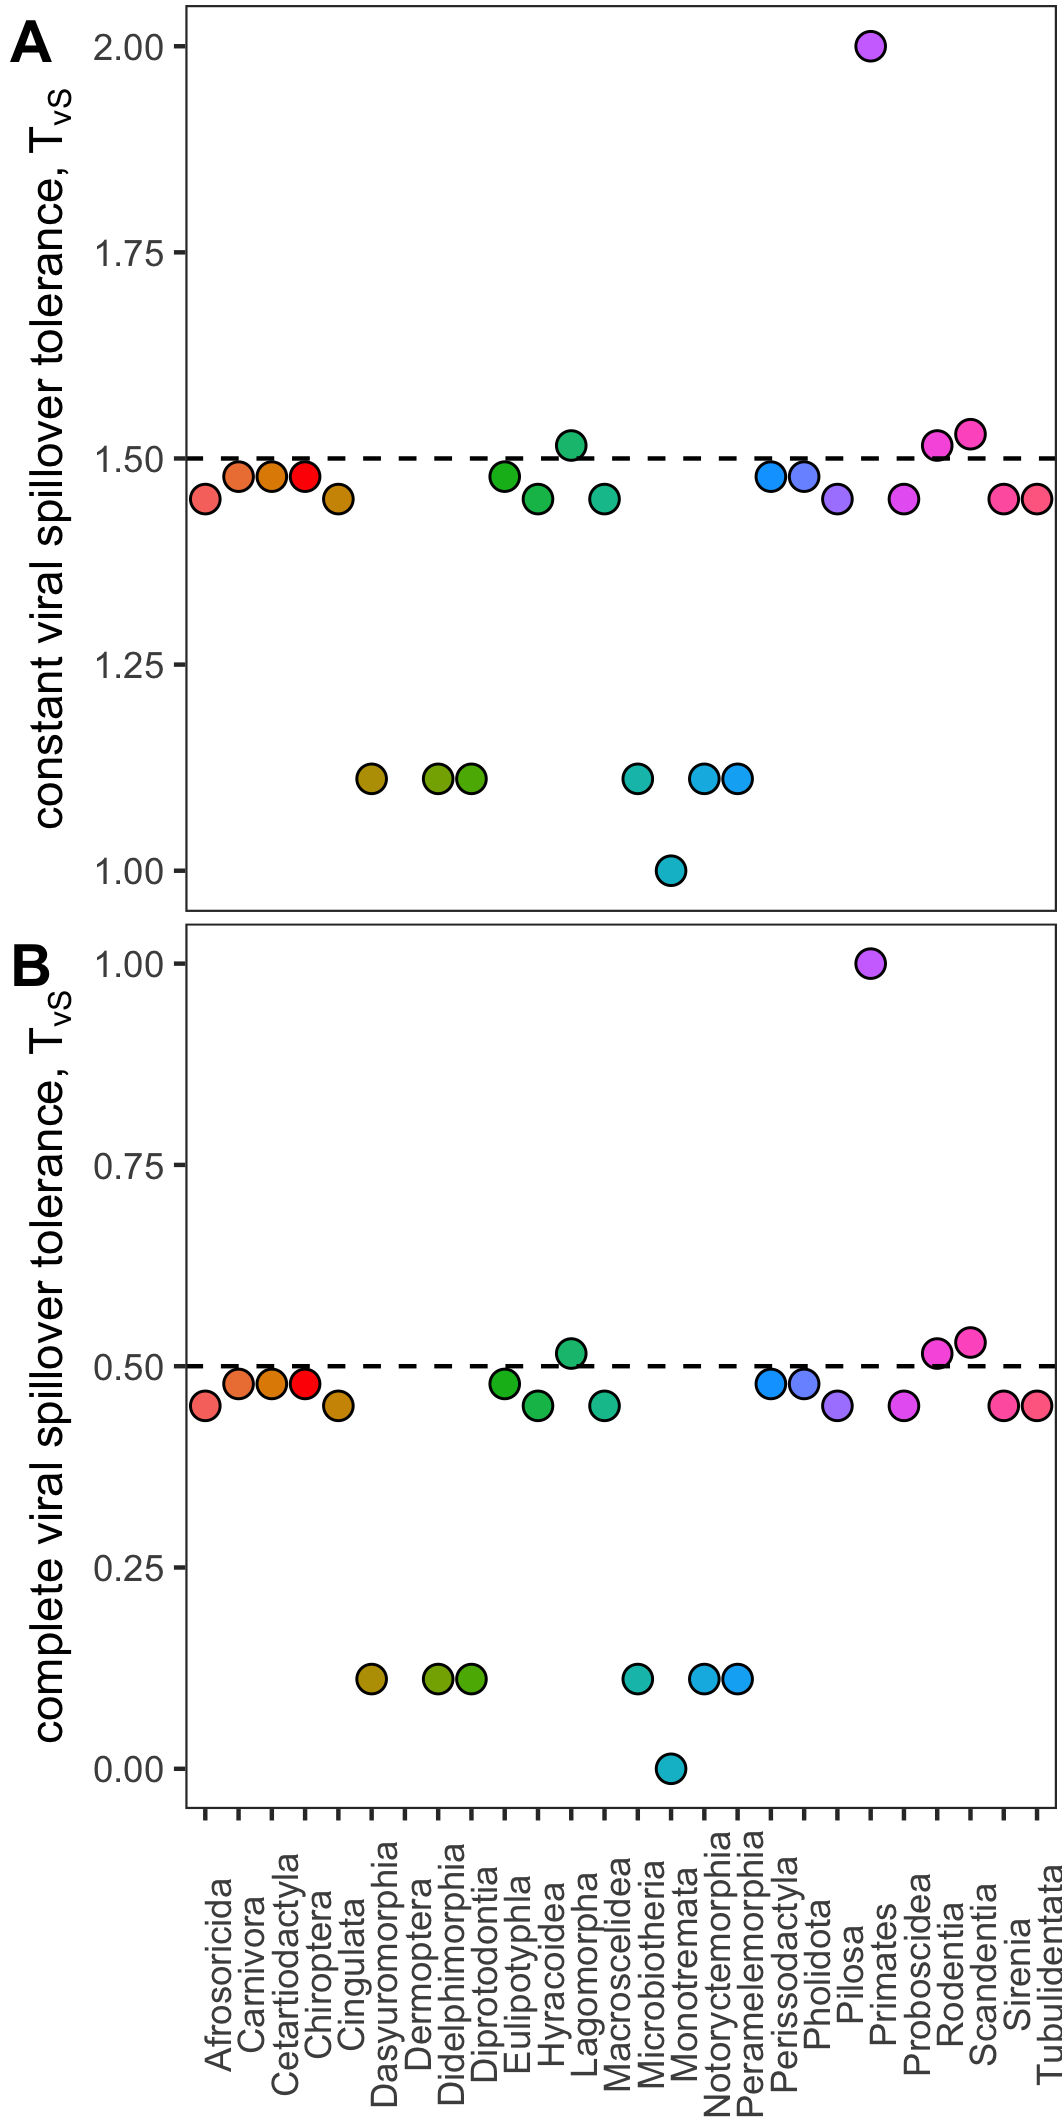 A
constant viral spillover tolerance, TvS
2.00
1.75
1.50
1.25
1.00
B
complete viral spillover tolerance, TvS
1.00
0.75
0.50
0.25
0.00
Afrosoricida
Carnivora
Cetartiodactyla
Chiroptera
Cingulata
Dasyuromorphia
Dermoptera
Didelphimorphia
Diprotodontia
Eulipotyphla
Hyracoidea
Lagomorpha
Macroscelidea
Microbiotheria
Monotremata
Notoryctemorphia
Peramelemorphia
Perissodactyla
Pholidota
Pilosa
Primates
Proboscidea
Rodentia
Scandentia
Sirenia
Tubulidentata